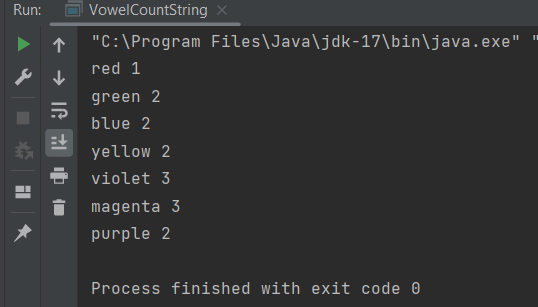 Run: VowelCountString
"C:\Program Files\Java\jdk-17\bin\java.exe" "
red 1
green 2
blue 2
yellow 2
violet 3
magenta 3
purple 2
Process finished with exit code 0